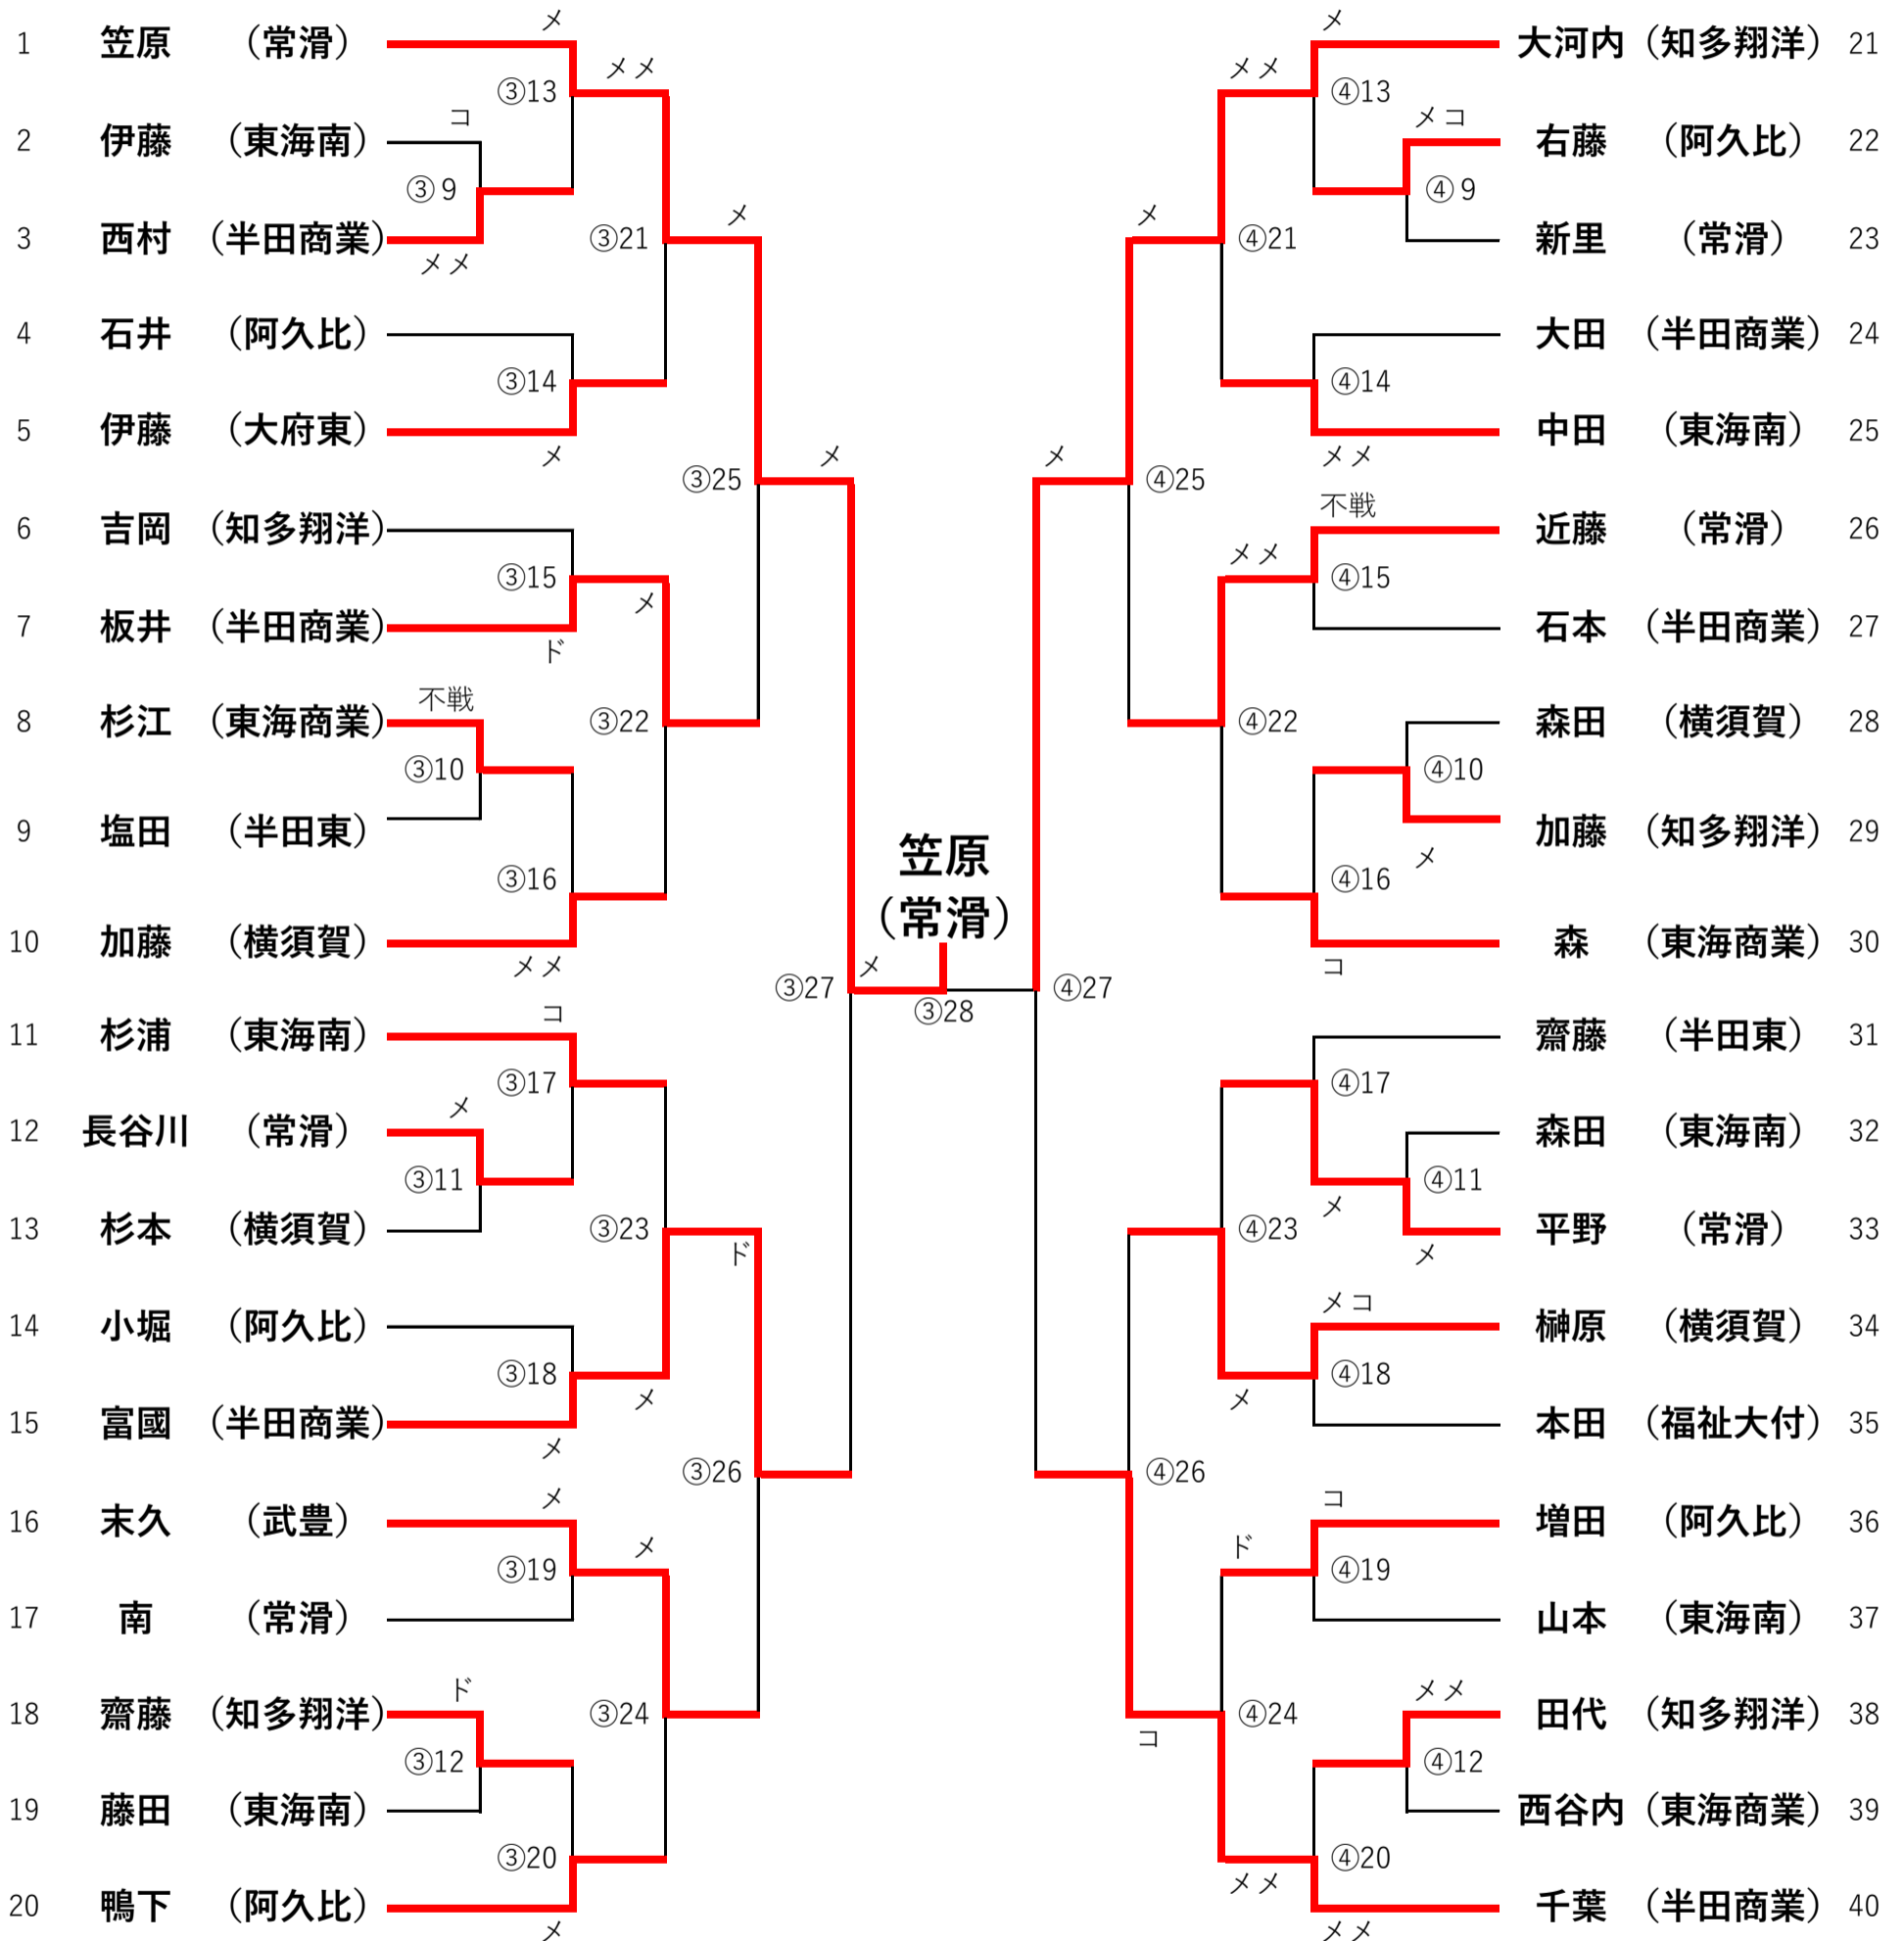 メ
1 笠原 （常滑）
メメ
③13
コ
2 伊藤 （東海南）
③ 9
メ
3 西村 （半田商業）
③21
メメ
4 石井 （阿久比）
③14
5 伊藤 （大府東）
メ
メ
③25
6 吉岡 （知多翔洋）
③15
メ
7 板井 （半田商業）
ド
不戦
8 杉江 （東海商業）
③22
③10
9 塩田 （半田東）
③16
10 加藤 （横須賀）
メメ
コ
11 杉浦 （東海南）
③17
メ
12 長谷川 （常滑）
③11
13 杉本 （横須賀）
③23
ド
14 小堀 （阿久比）
③18
メ
15 富國 （半田商業）
メ
③26
メ
16 末久 （武豊）
メ
③19
17 南 （常滑）
ド
18 齋藤 （知多翔洋）
③24
③12
19 藤田 （東海南）
③20
20 鴨下 （阿久比）
メ
笠原
（常滑）
③27
メ
③28
④27
メ
大河内（知多翔洋） 21
メメ
④13
メコ
右藤 （阿久比） 22
④ 9
メ
④21
新里 （常滑） 23
大田 （半田商業） 24
④14
中田 （東海南） 25
メ
メメ
④25
不戦
近藤 （常滑） 26
メメ
④15
石本 （半田商業） 27
④22
森田 （横須賀） 28
④10
加藤 （知多翔洋） 29
メ
④16
森 （東海商業） 30
コ
齋藤 （半田東） 31
④17
森田 （東海南） 32
④11
メ
④23
平野 （常滑） 33
メ
メコ
榊原 （横須賀） 34
④18
メ
本田 （福祉大付） 35
④26
コ
増田 （阿久比） 36
ド
④19
山本 （東海南） 37
メメ
田代 （知多翔洋） 38
④24
コ
④12
西谷内（東海商業） 39
④20
メメ
千葉 （半田商業） 40
メメ